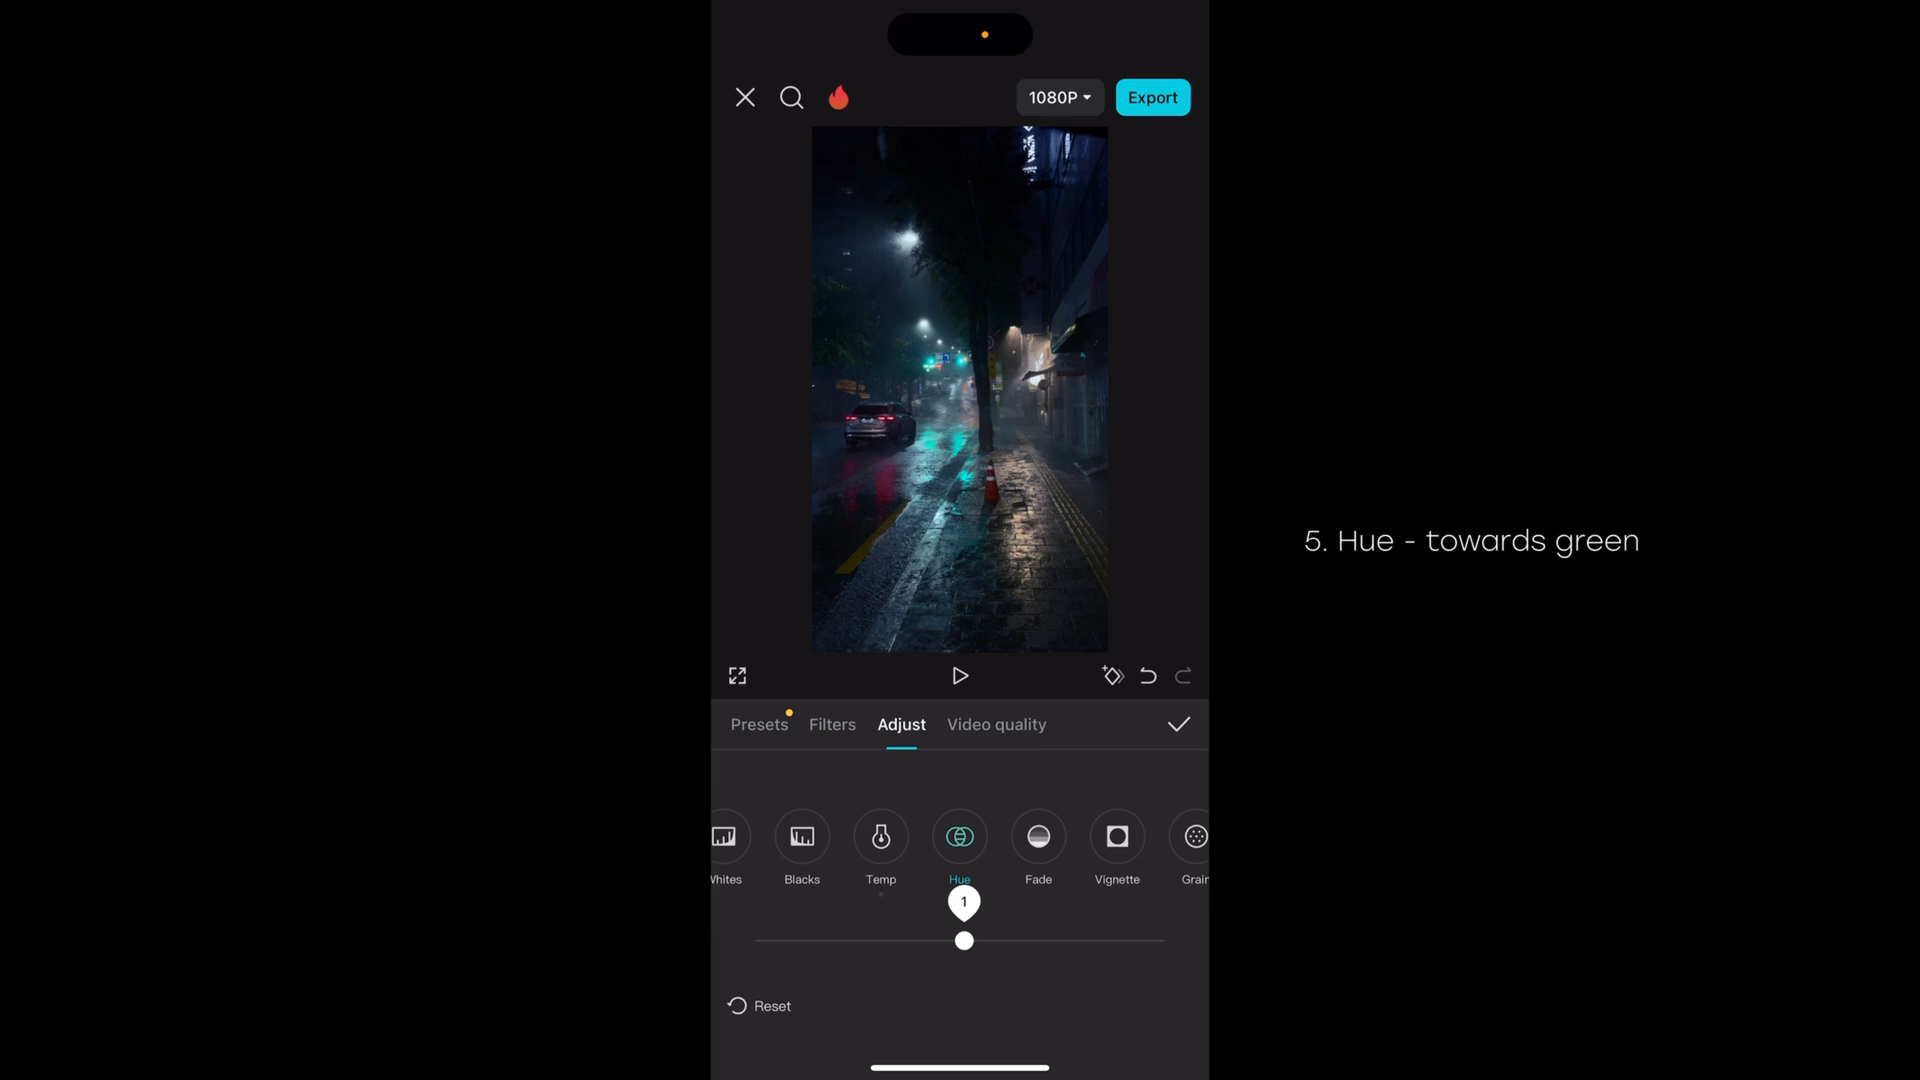 1080P
Export
5. Hue - towards green
Presets
Filters
Adjust
Video quality
Whites
Blacks
Temp
Hue
Fade
Vignette
Grain
1
Reset